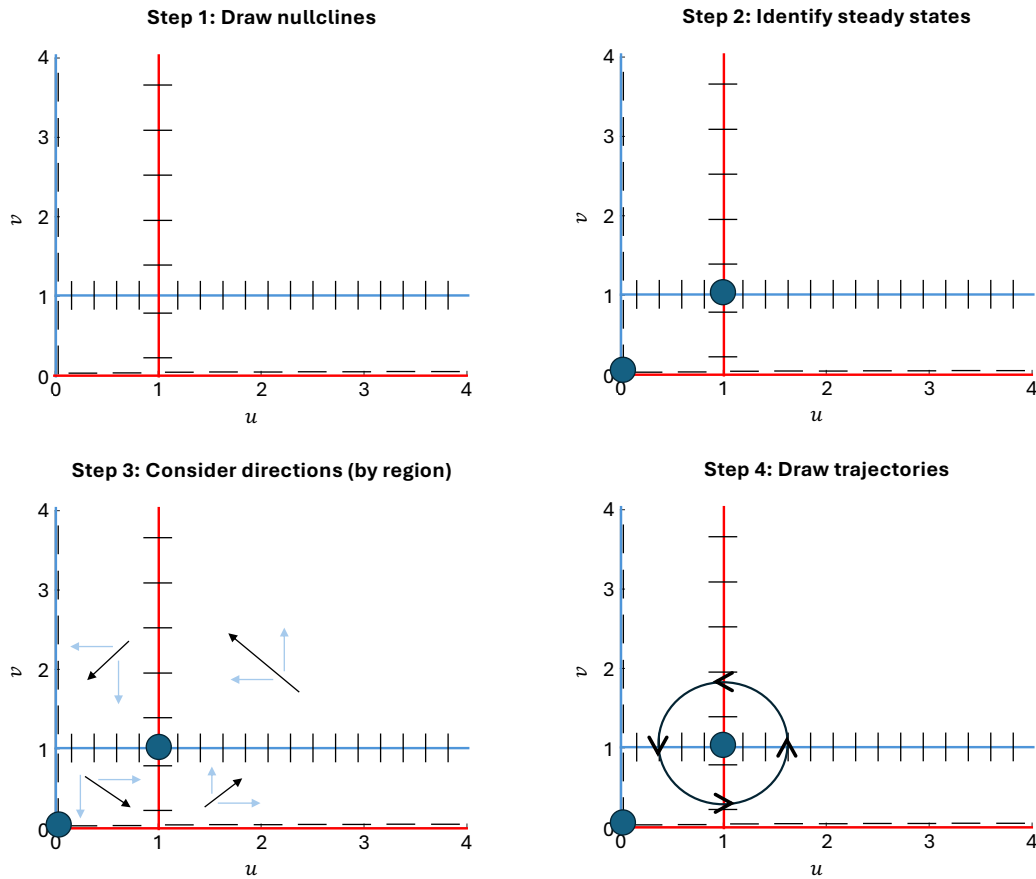 Step 1: Draw nullclines
4
3
2
1
0
v
0 1 2 3 4
u
Step 2: Identify steady states
4
3
2
1
0
v
0 1 2 3 4
u
Step 3: Consider directions (by region)
4
3
2
1
0
v
0 1 2 3 4
u
Step 4: Draw trajectories
4
3
2
1
0
v
0 1 2 3 4
u